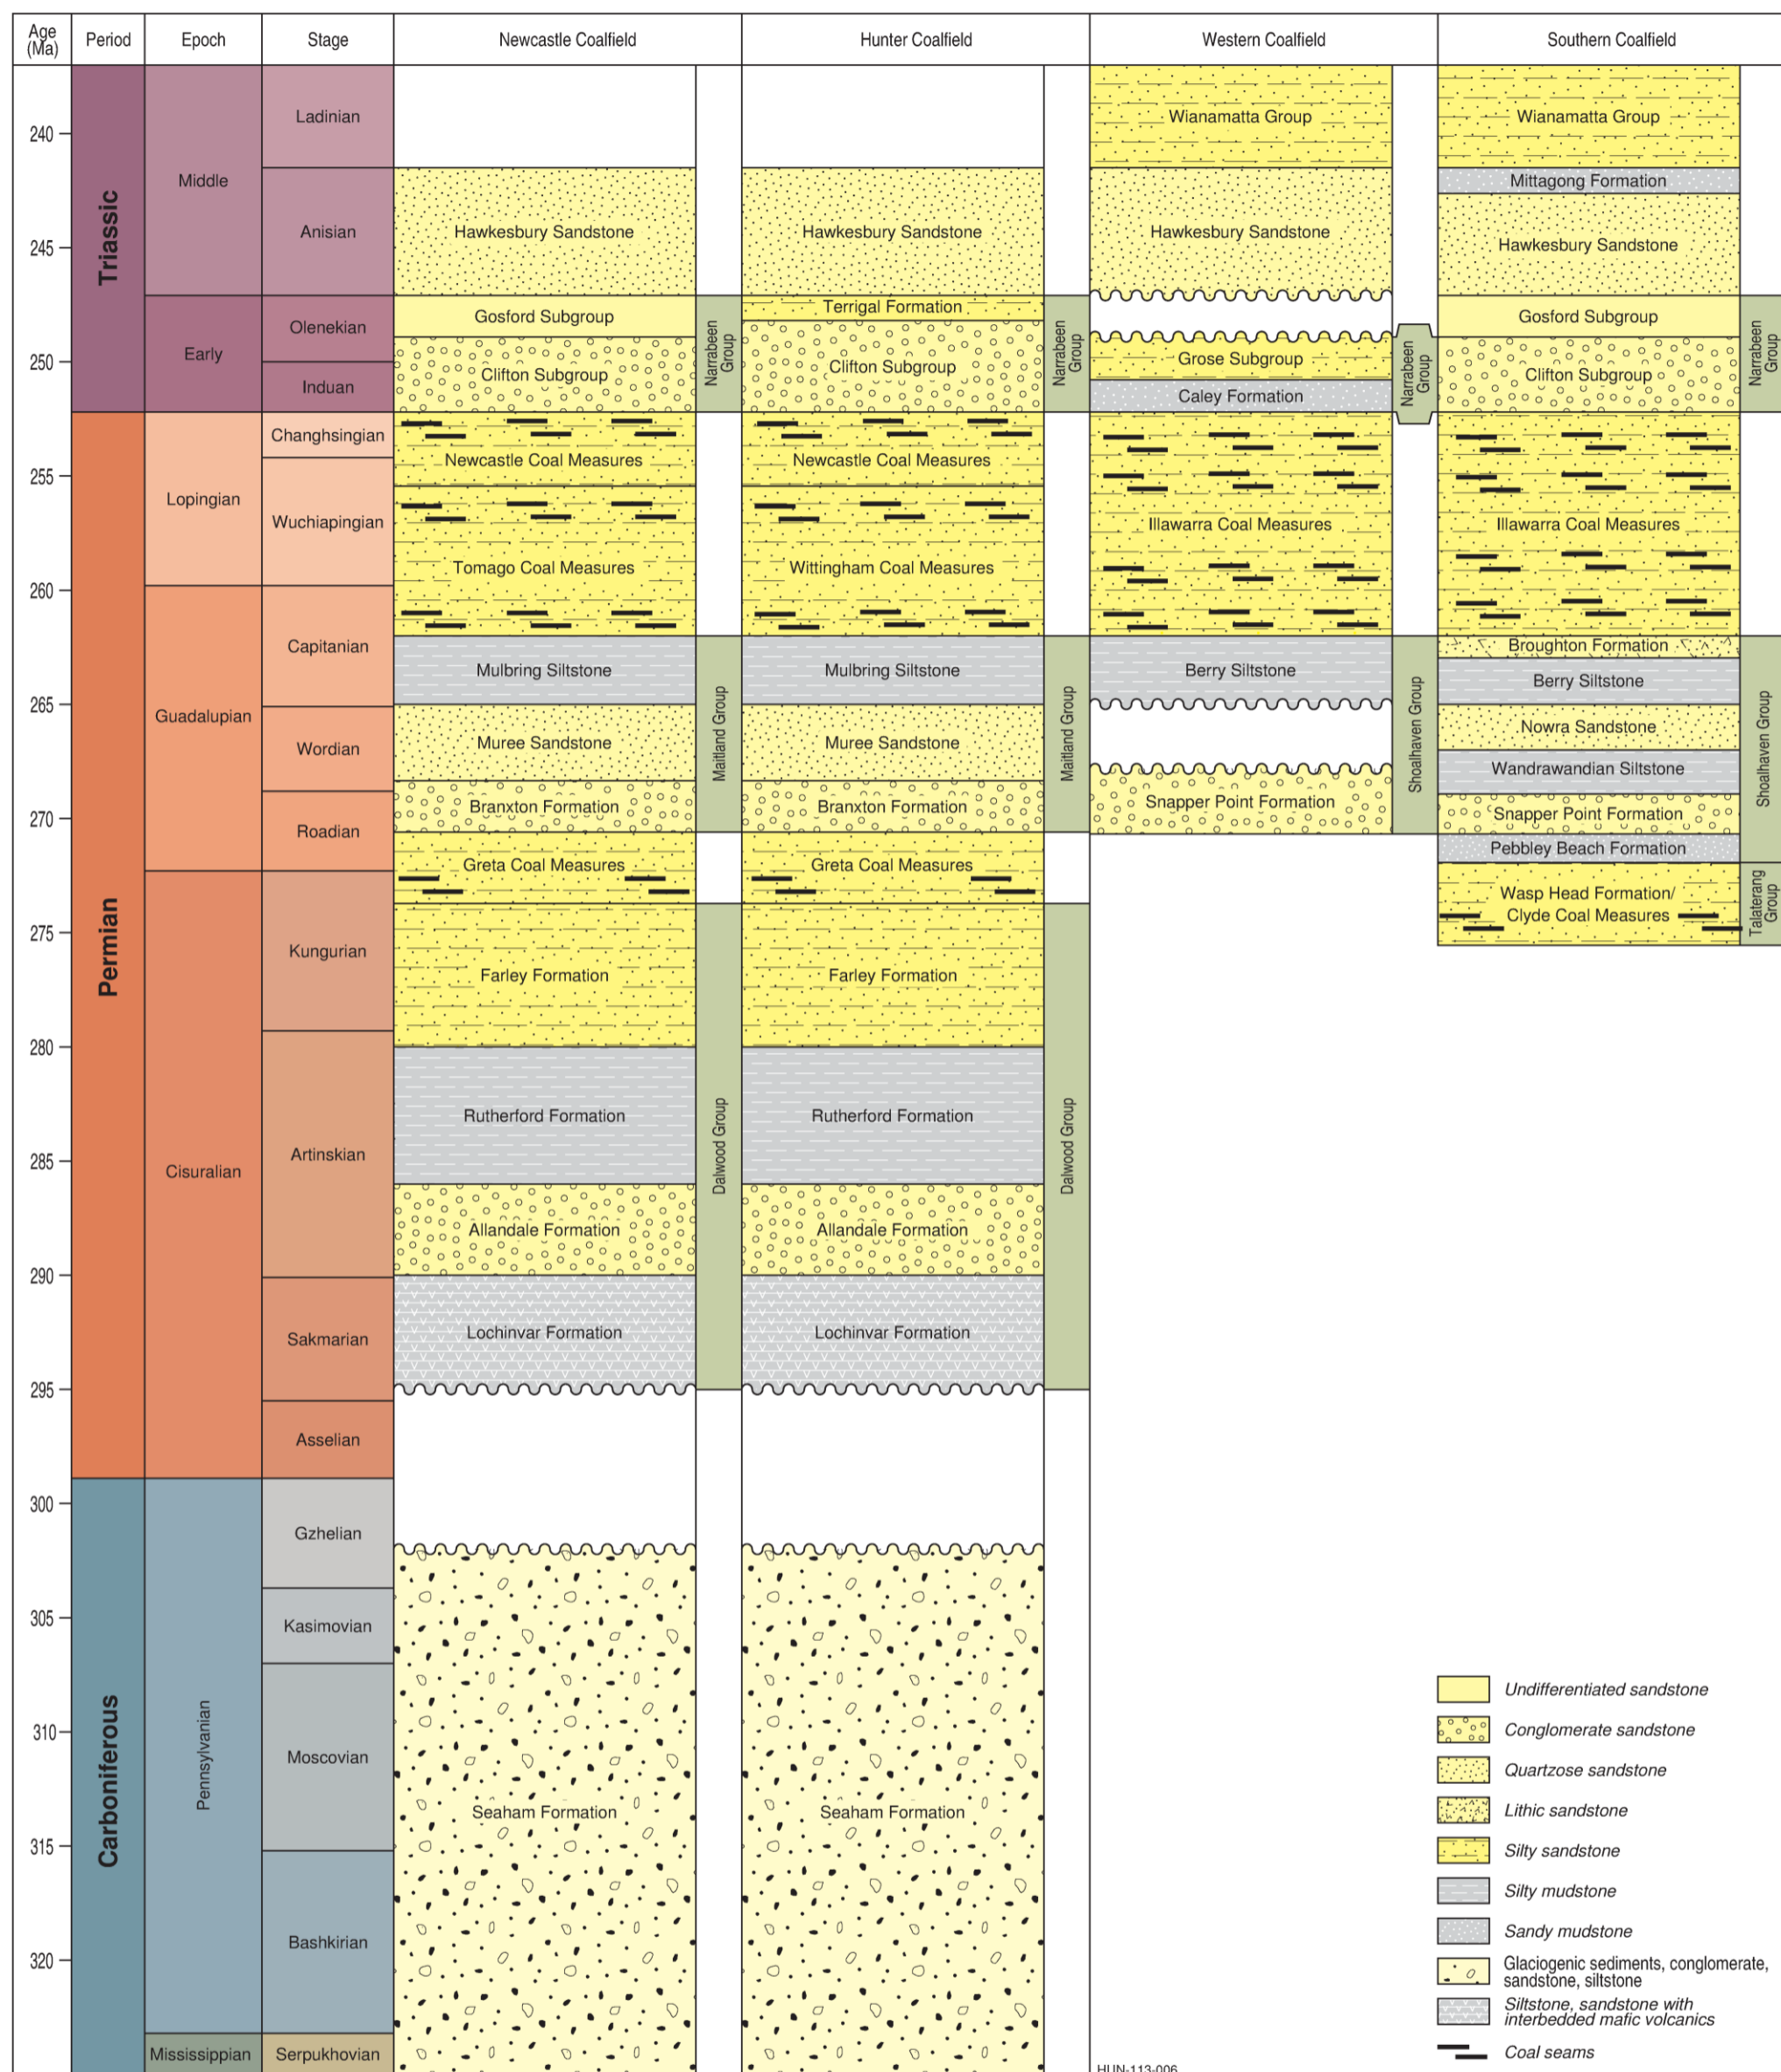 Age
(Ma)
Period
Epoch
Stage
Newcastle Coalfield
Hunter Coalfield
Western Coalfield
Southern Coalfield
240
245
250
255
260
265
270
275
280
285
290
295
300
305
310
315
320
Triassic
Permian
Carboniferous
Middle
Early
Lopingian
Guadalupian
Cisuralian
Pennsylvanian
Mississippian
Ladinian
Anisian
Olenekian
Induan
Changhsingian
Wuchiapingian
Capitanian
Wordian
Roadian
Kungurian
Artinskian
Sakmarian
Asselian
Gzhelian
Kasimovian
Moscovian
Bashkirian
Serpukhovian
Hawkesbury Sandstone
Gosford Subgroup
Clifton Subgroup
Newcastle Coal Measures
Tomago Coal Measures
Mulbring Siltstone
Muree Sandstone
Branxton Formation
Greta Coal Measures
Farley Formation
Rutherford Formation
Allandale Formation
Lochinvar Formation
Seaham Formation
Narrabeen
Group
Maitland Group
Dalwood Group
Hawkesbury Sandstone
Terrigal Formation
Clifton Subgroup
Newcastle Coal Measures
Wittingham Coal Measures
Mulbring Siltstone
Muree Sandstone
Branxton Formation
Greta Coal Measures
Farley Formation
Rutherford Formation
Allandale Formation
Lochinvar Formation
Seaham Formation
Narrabeen
Group
Maitland Group
Dalwood Group
Wianamatta Group
Hawkesbury Sandstone
Grose Subgroup
Caley Formation
Illawarra Coal Measures
Berry Siltstone
Snapper Point Formation
Narrabeen
Group
Shoalhaven Group
Wianamatta Group
Mittagong Formation
Hawkesbury Sandstone
Gosford Subgroup
Clifton Subgroup
Illawarra Coal Measures
Broughton Formation
Berry Siltstone
Nowra Sandstone
Wandrawandian Siltstone
Snapper Point Formation
Pebbley Beach Formation
Wasp Head Formation/
Clyde Coal Measures
Narrabeen
Group
Shoalhaven Group
Talaterang
Group
Undifferentiated sandstone
Conglomerate sandstone
Quartzose sandstone
Lithic sandstone
Silty sandstone
Silty mudstone
Sandy mudstone
Glaciogenic sediments, conglomerate,
sandstone, siltstone
Siltstone, sandstone with
interbedded mafic volcanics
Coal seams
HUN-113-006